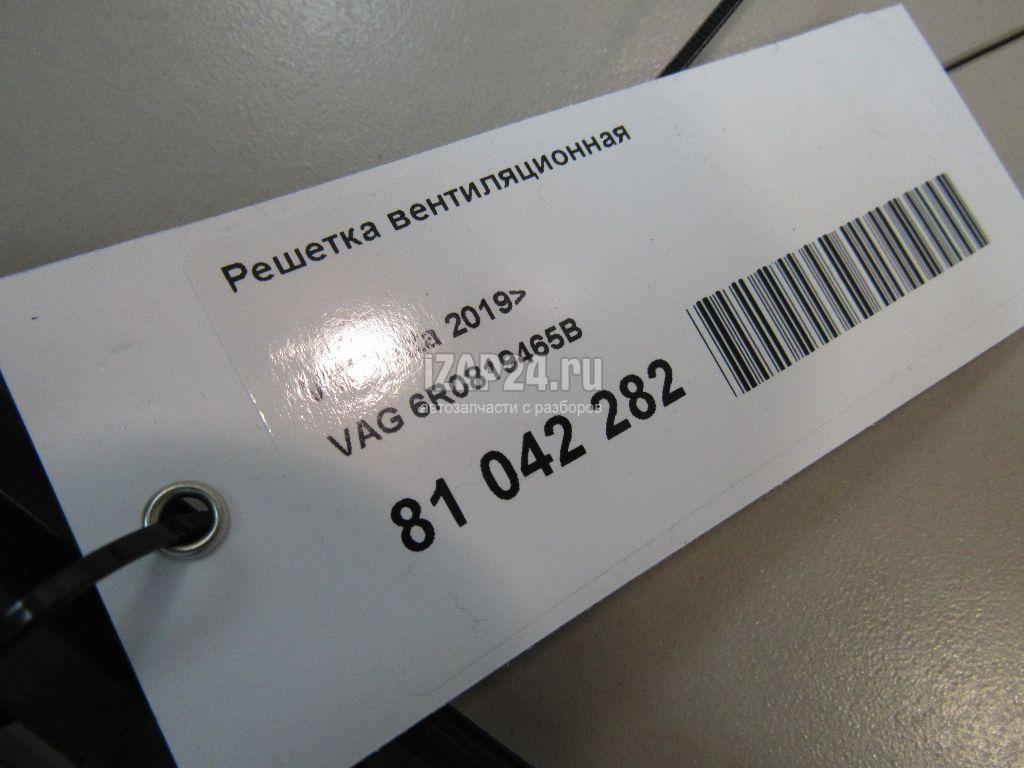 Решетка вентиляционная
2019>
VAG 6R0819465B
81 042 282
iZAP24.ru
автозапчасти с разборов